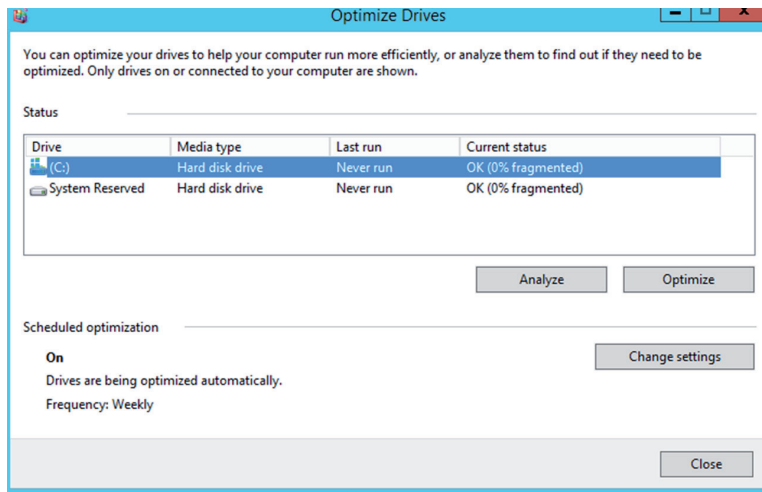 Optimize Drives
You can optimize your drives to help your computer run more efficiently, or analyze them to find out if they need to be
optimized. Only drives on or connected to your computer are shown.
Status
Drive Media type Last run Current status
(C:) Hard disk drive Never run OK (0% fragmented)
System Reserved Hard disk drive Never run OK (0% fragmented)
Analyze Optimize
Scheduled optimization
On Change settings
Drives are being optimized automatically.
Frequency: Weekly
Close